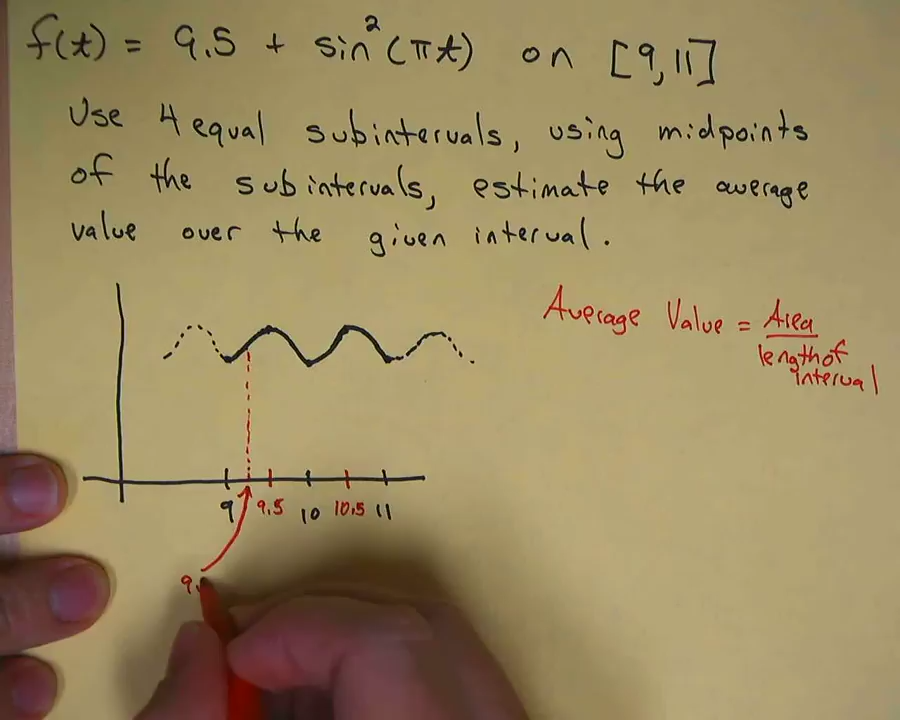 f(t) = 9.5 + sin²(πt) on [9,11]
Use 4 equal subintervals, using midpoints
of the subintervals, estimate the average
value over the given interval.
Average Value = Area
length of
interval
9 9.5 10 10.5 11
9.